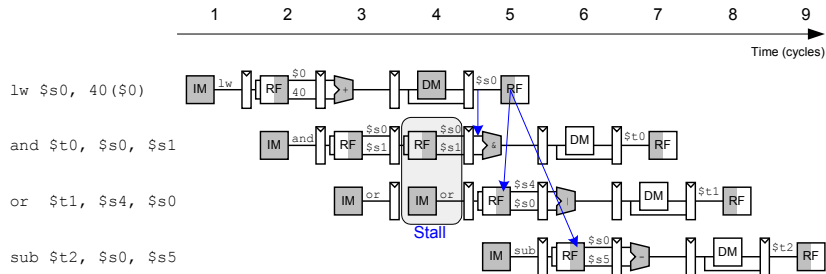 1 2 3 4 5 6 7 8 9
Time (cycles)
lw $s0, 40($0) IM lw RF $0 40 + DM $s0 RF
and $t0, $s0, $s1 IM and RF $s0 $s1 RF $s0 $s1 & DM $t0 RF
or $t1, $s4, $s0 IM or IM or RF $s4 $s0 | DM $t1 RF
Stall
sub $t2, $s0, $s5 IM sub RF $s0 $s5 - DM $t2 RF